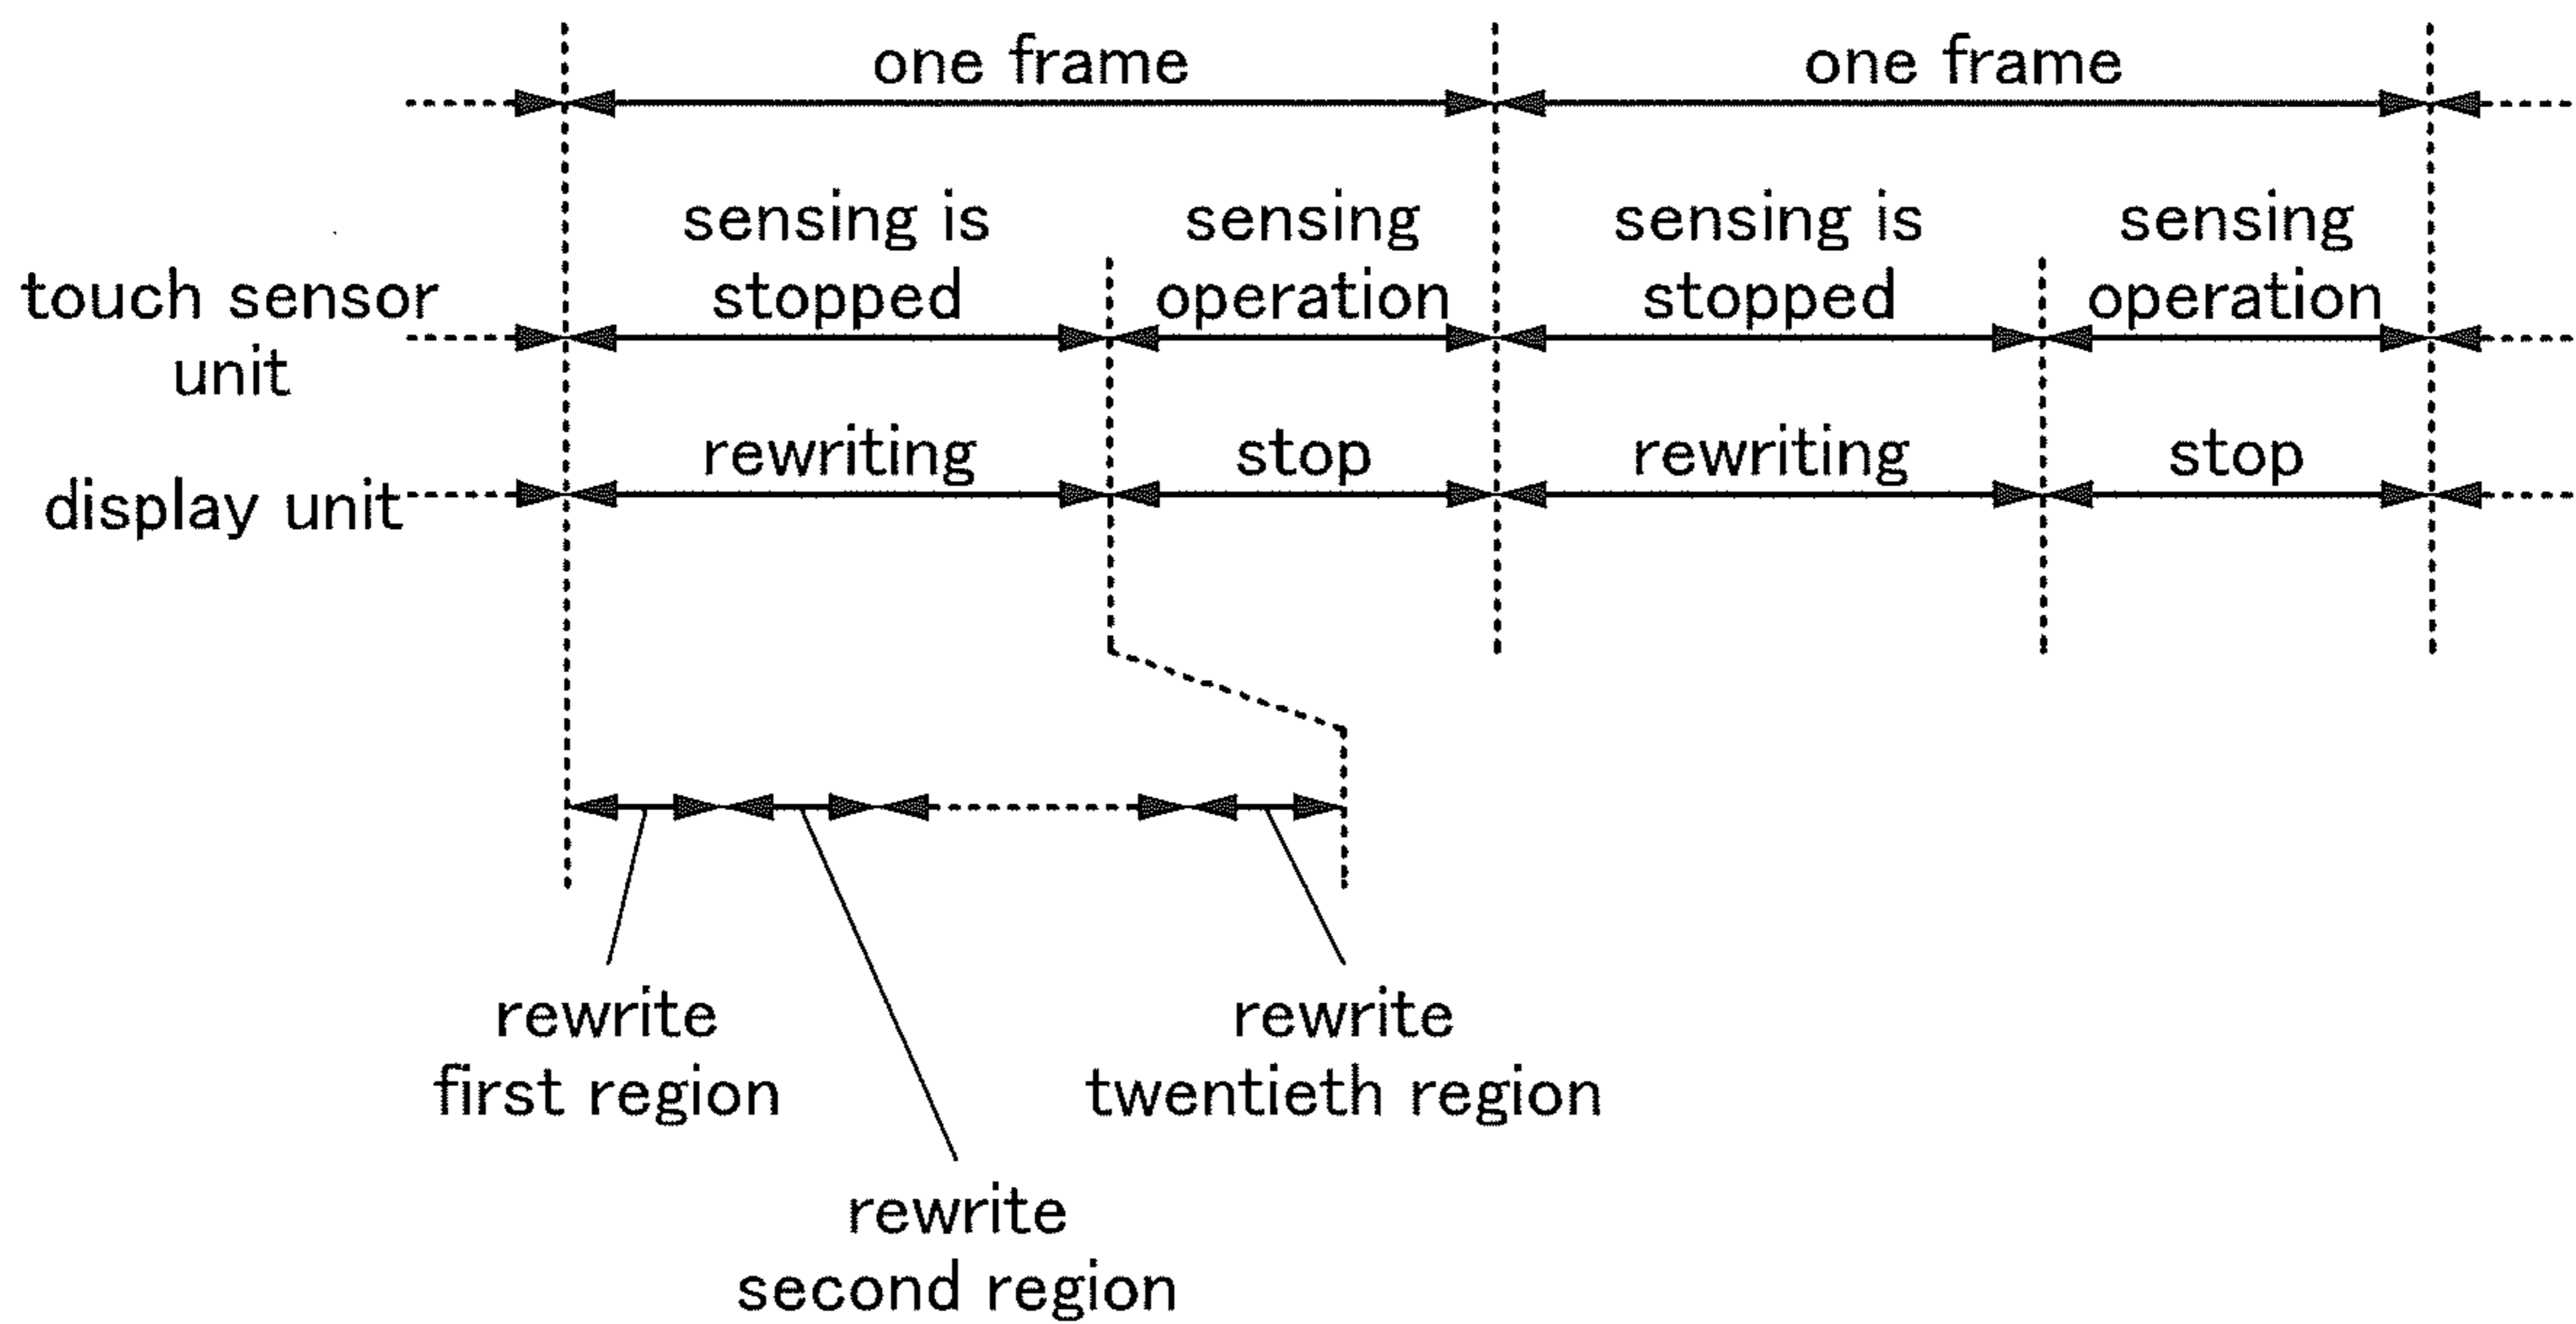 one frame
one frame
sensing is
stopped
sensing
operation
sensing is
stopped
sensing
operation
touch sensor
unit
rewriting
stop
rewriting
stop
display unit
rewrite
first region
rewrite
twentieth region
rewrite
second region